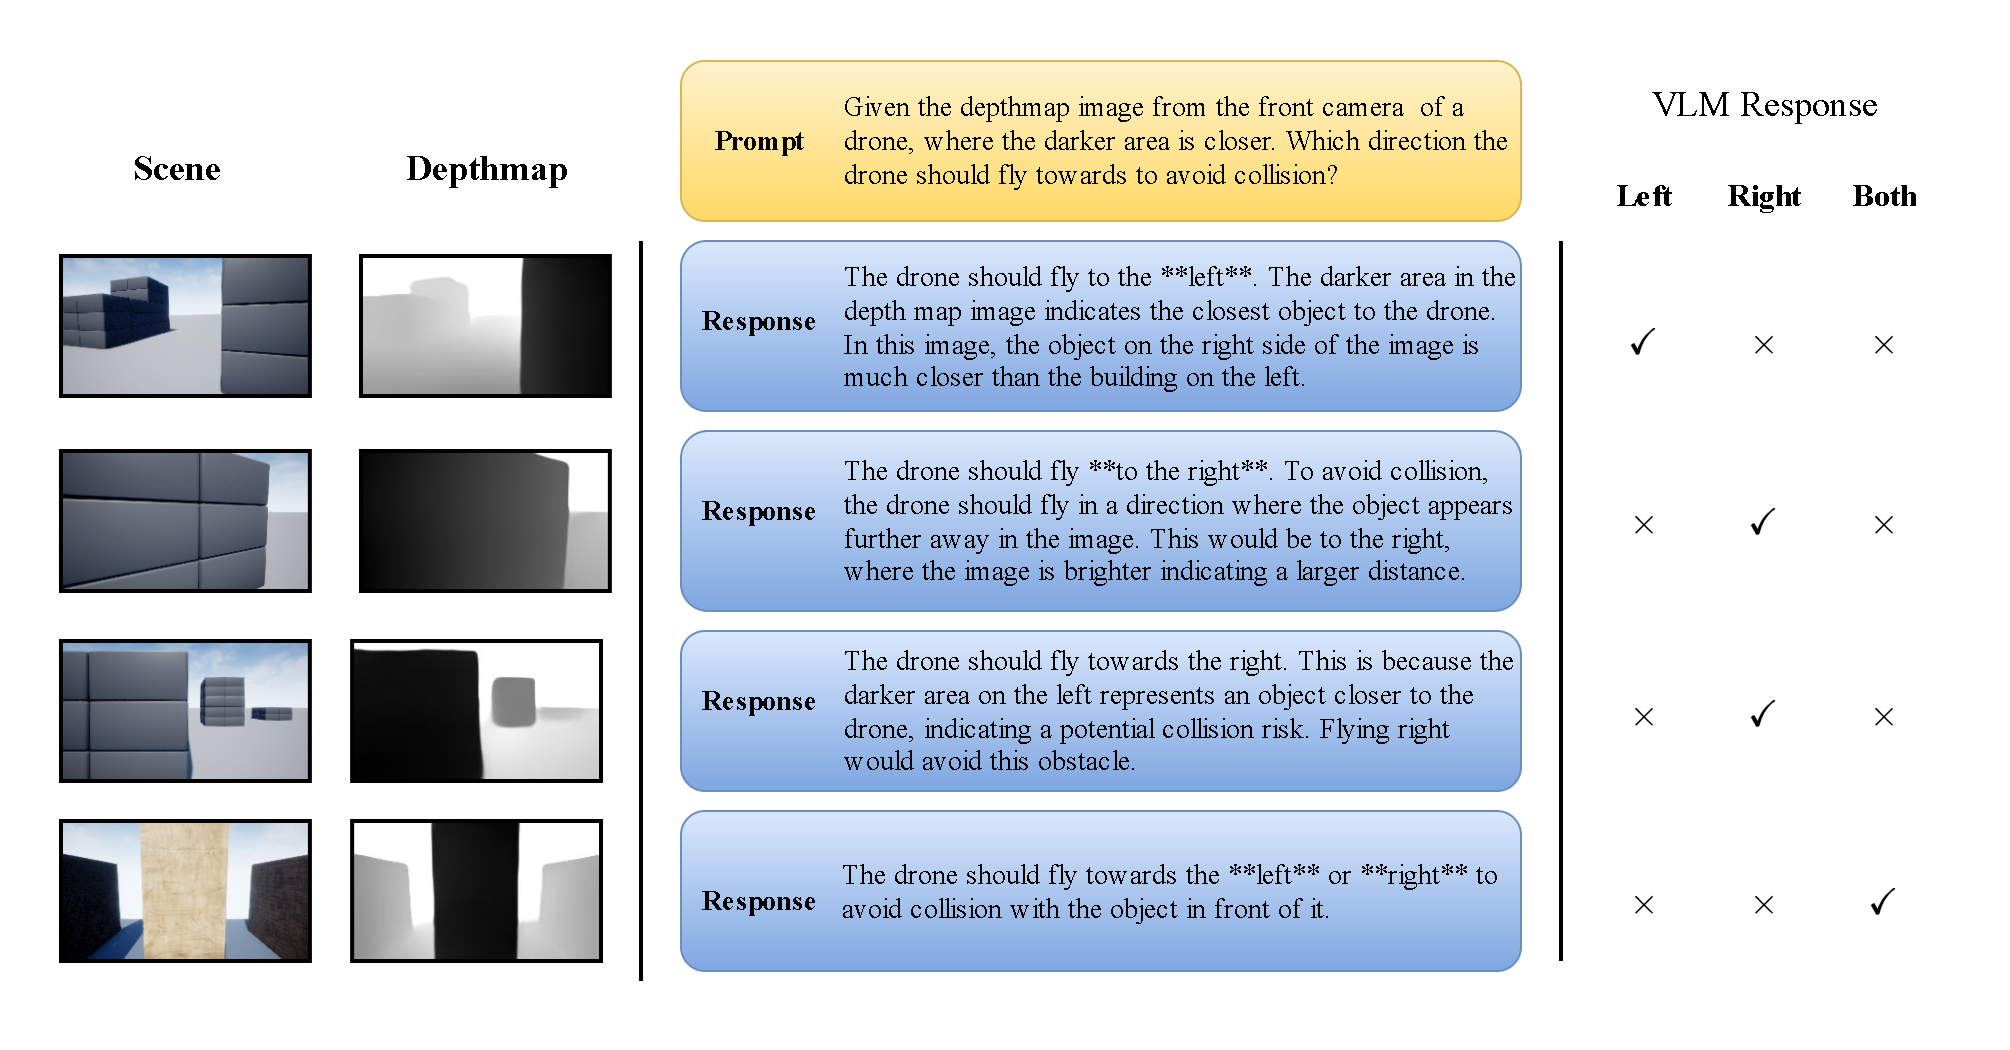 Scene
Depthmap
Prompt
Given the depthmap image from the front camera of a
drone, where the darker area is closer. Which direction the
drone should fly towards to avoid collision?
VLM Response
Left Right Both
Response
The drone should fly to the **left**. The darker area in the
depth map image indicates the closest object to the drone.
In this image, the object on the right side of the image is
much closer than the building on the left.
✓ × ×
Response
The drone should fly **to the right**. To avoid collision,
the drone should fly in a direction where the object appears
further away in the image. This would be to the right,
where the image is brighter indicating a larger distance.
× ✓ ×
Response
The drone should fly towards the right. This is because the
darker area on the left represents an object closer to the
drone, indicating a potential collision risk. Flying right
would avoid this obstacle.
× ✓ ×
Response
The drone should fly towards the **left** or **right** to
avoid collision with the object in front of it.
× × ✓